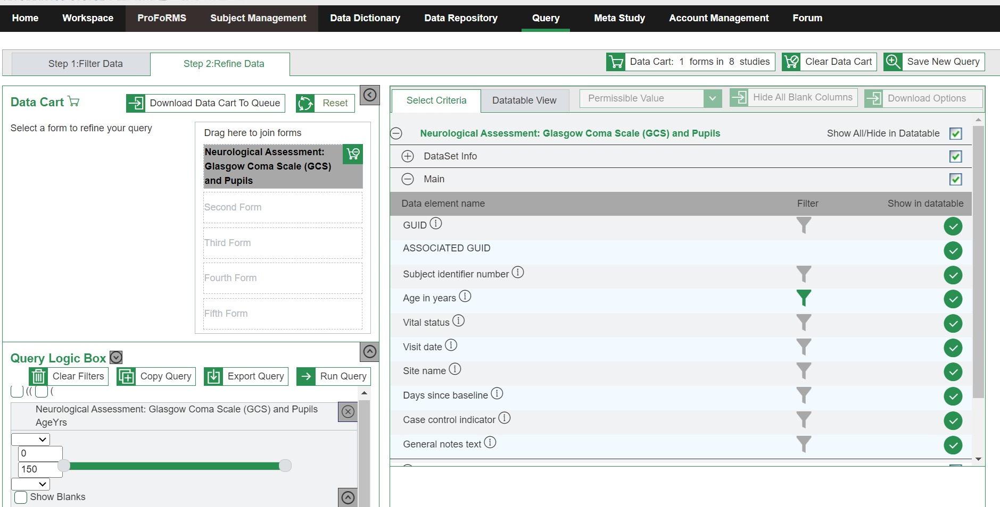 Home Workspace ProFoRMS Subject Management Data Dictionary Data Repository Query Meta Study Account Management Forum
Step 1:Filter Data Step 2:Refine Data
Data Cart: 1 forms in 8 studies Clear Data Cart Save New Query
Data Cart Download Data Cart To Queue Reset
Select a form to refine your query
Drag here to join forms
Neurological Assessment:
Glasgow Coma Scale (GCS)
and Pupils
Second Form
Third Form
Fourth Form
Fifth Form
Query Logic Box
Clear Filters Copy Query Export Query Run Query
(( (
Neurological Assessment: Glasgow Coma Scale (GCS) and Pupils
AgeYrs
0
150
Show Blanks
Select Criteria Datatable View Permissible Value Hide All Blank Columns Download Options
Neurological Assessment: Glasgow Coma Scale (GCS) and Pupils Show All/Hide in Datatable
DataSet Info
Main
Data element name Filter Show in datatable
GUID
ASSOCIATED GUID
Subject identifier number
Age in years
Vital status
Visit date
Site name
Days since baseline
Case control indicator
General notes text